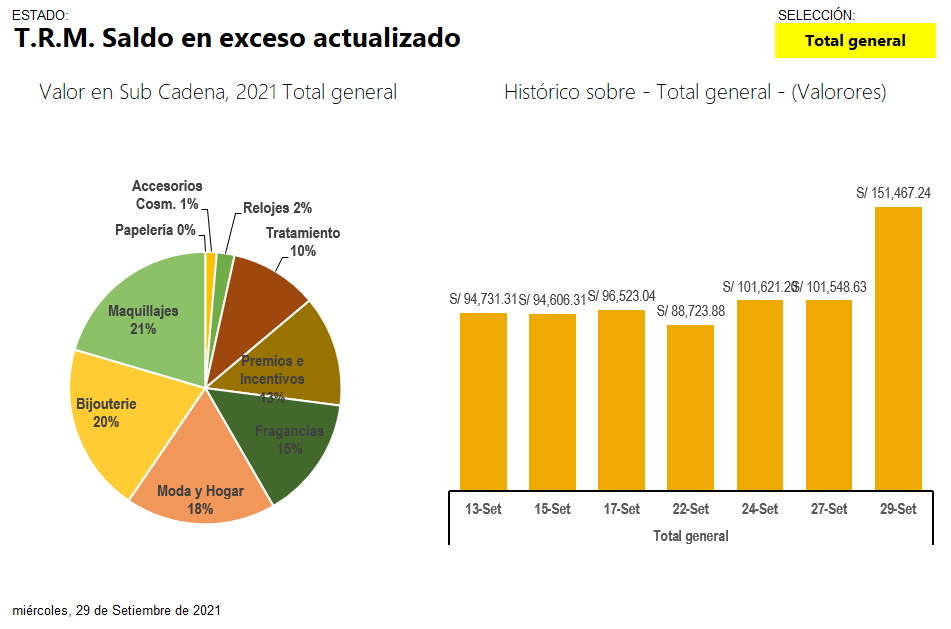 ESTADO:
T.R.M. Saldo en exceso actualizado
SELECCIÓN:
Total general
Valor en Sub Cadena, 2021 Total general
Accesorios
Cosm. 1%
Relojes 2%
Papelería 0%
Tratamiento
10%
Maquillajes
21%
Premios e
Incentivos
13%
Bijouterie
20%
Fragancias
15%
Moda y Hogar
18%
Histórico sobre - Total general - (Valorores)
S/ 94,731.31
S/ 94,606.31
S/ 96,523.04
S/ 88,723.88
S/ 101,621.20
S/ 101,548.63
S/ 151,467.24
13-Set
15-Set
17-Set
22-Set
24-Set
27-Set
29-Set
Total general
miércoles, 29 de Setiembre de 2021